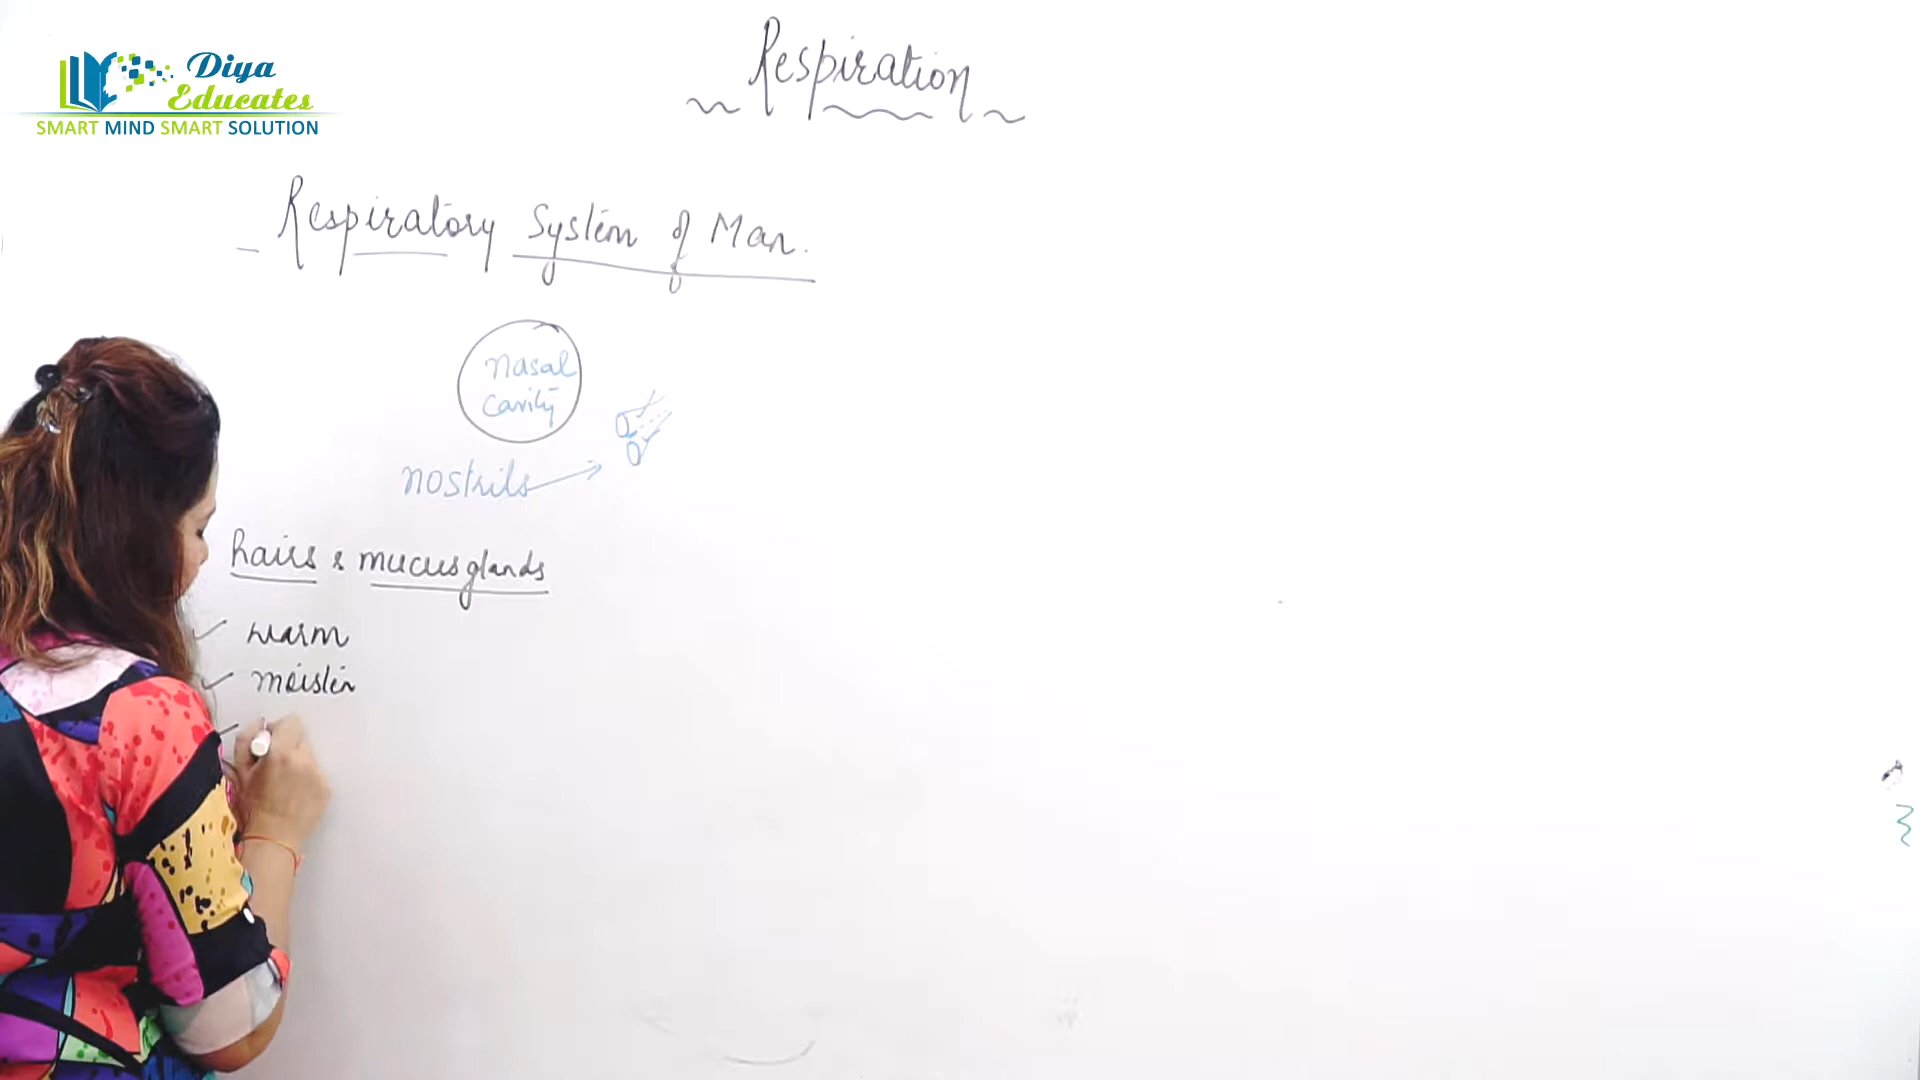 Diya
Educates
SMART MIND SMART SOLUTION
Respiration
Respiratory System of Man.
nasal
cavity
nostrils
hairs & mucus glands
warm
moisten